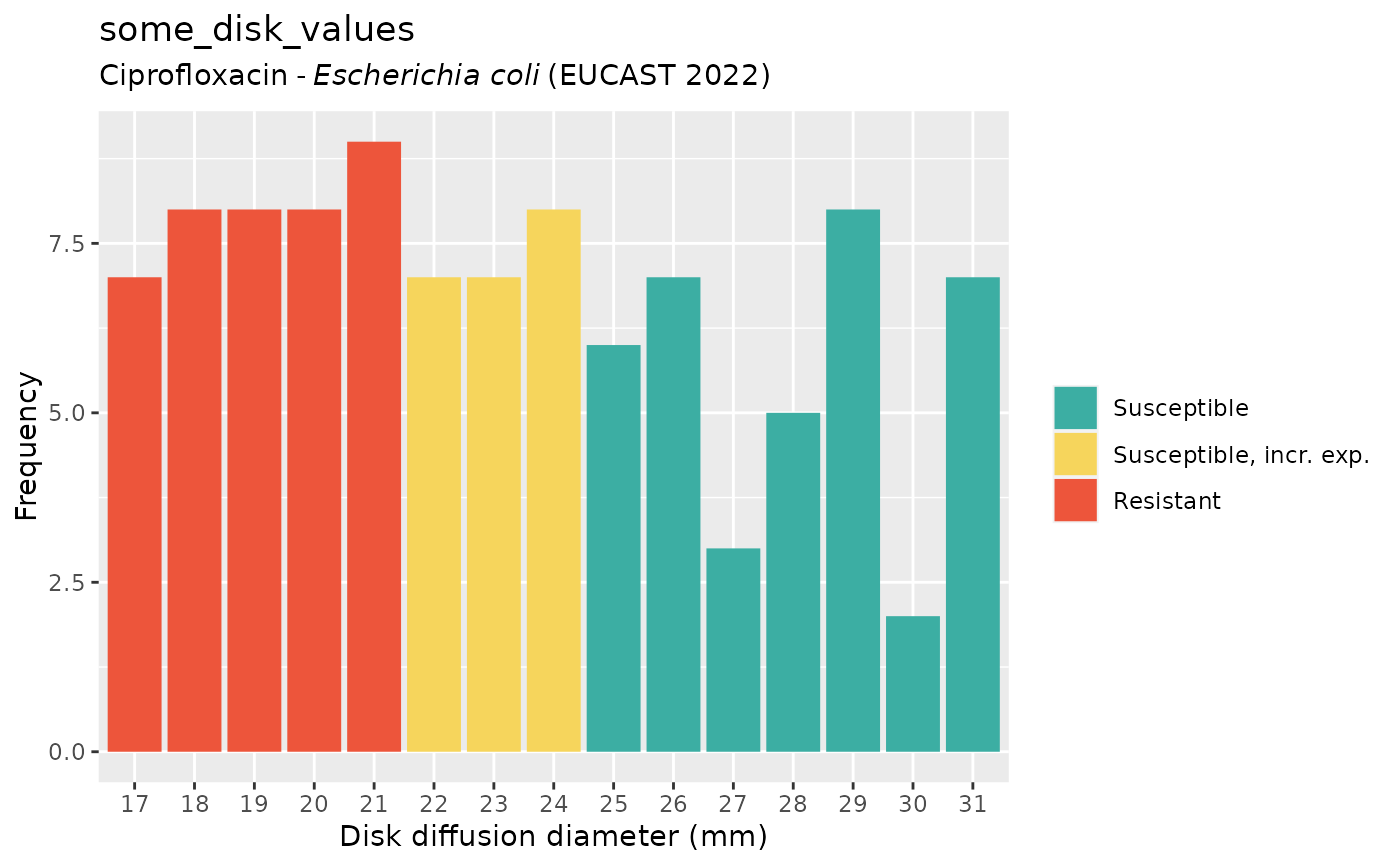 some_disk_values
Ciprofloxacin - Escherichia coli (EUCAST 2022)
Frequency
7.5
5.0
2.5
0.0
17 18 19 20 21 22 23 24 25 26 27 28 29 30 31
Disk diffusion diameter (mm)
Susceptible
Susceptible, incr. exp.
Resistant